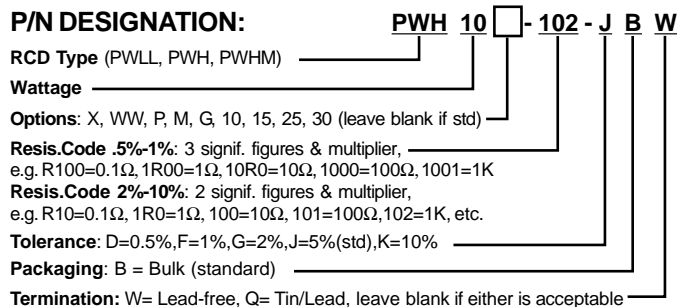 P/N DESIGNATION: PWH 10 - 102 - J B W
RCD Type (PWLL, PWH, PWHM)
Wattage
Options: X, WW, P, M, G, 10, 15, 25, 30 (leave blank if std)
Resis.Code .5%-1%: 3 signif. figures & multiplier,
e.g. R100=0.1Ω, 1R00=1Ω, 10R0=10Ω, 1000=100Ω, 1001=1K
Resis.Code 2%-10%: 2 signif. figures & multiplier,
e.g. R10=0.1Ω, 1R0=1Ω, 100=10Ω, 101=100Ω,102=1K, etc.
Tolerance: D=0.5%,F=1%,G=2%,J=5%(std),K=10%
Packaging: B = Bulk (standard)
Termination: W= Lead-free, Q= Tin/Lead, leave blank if either is acceptable